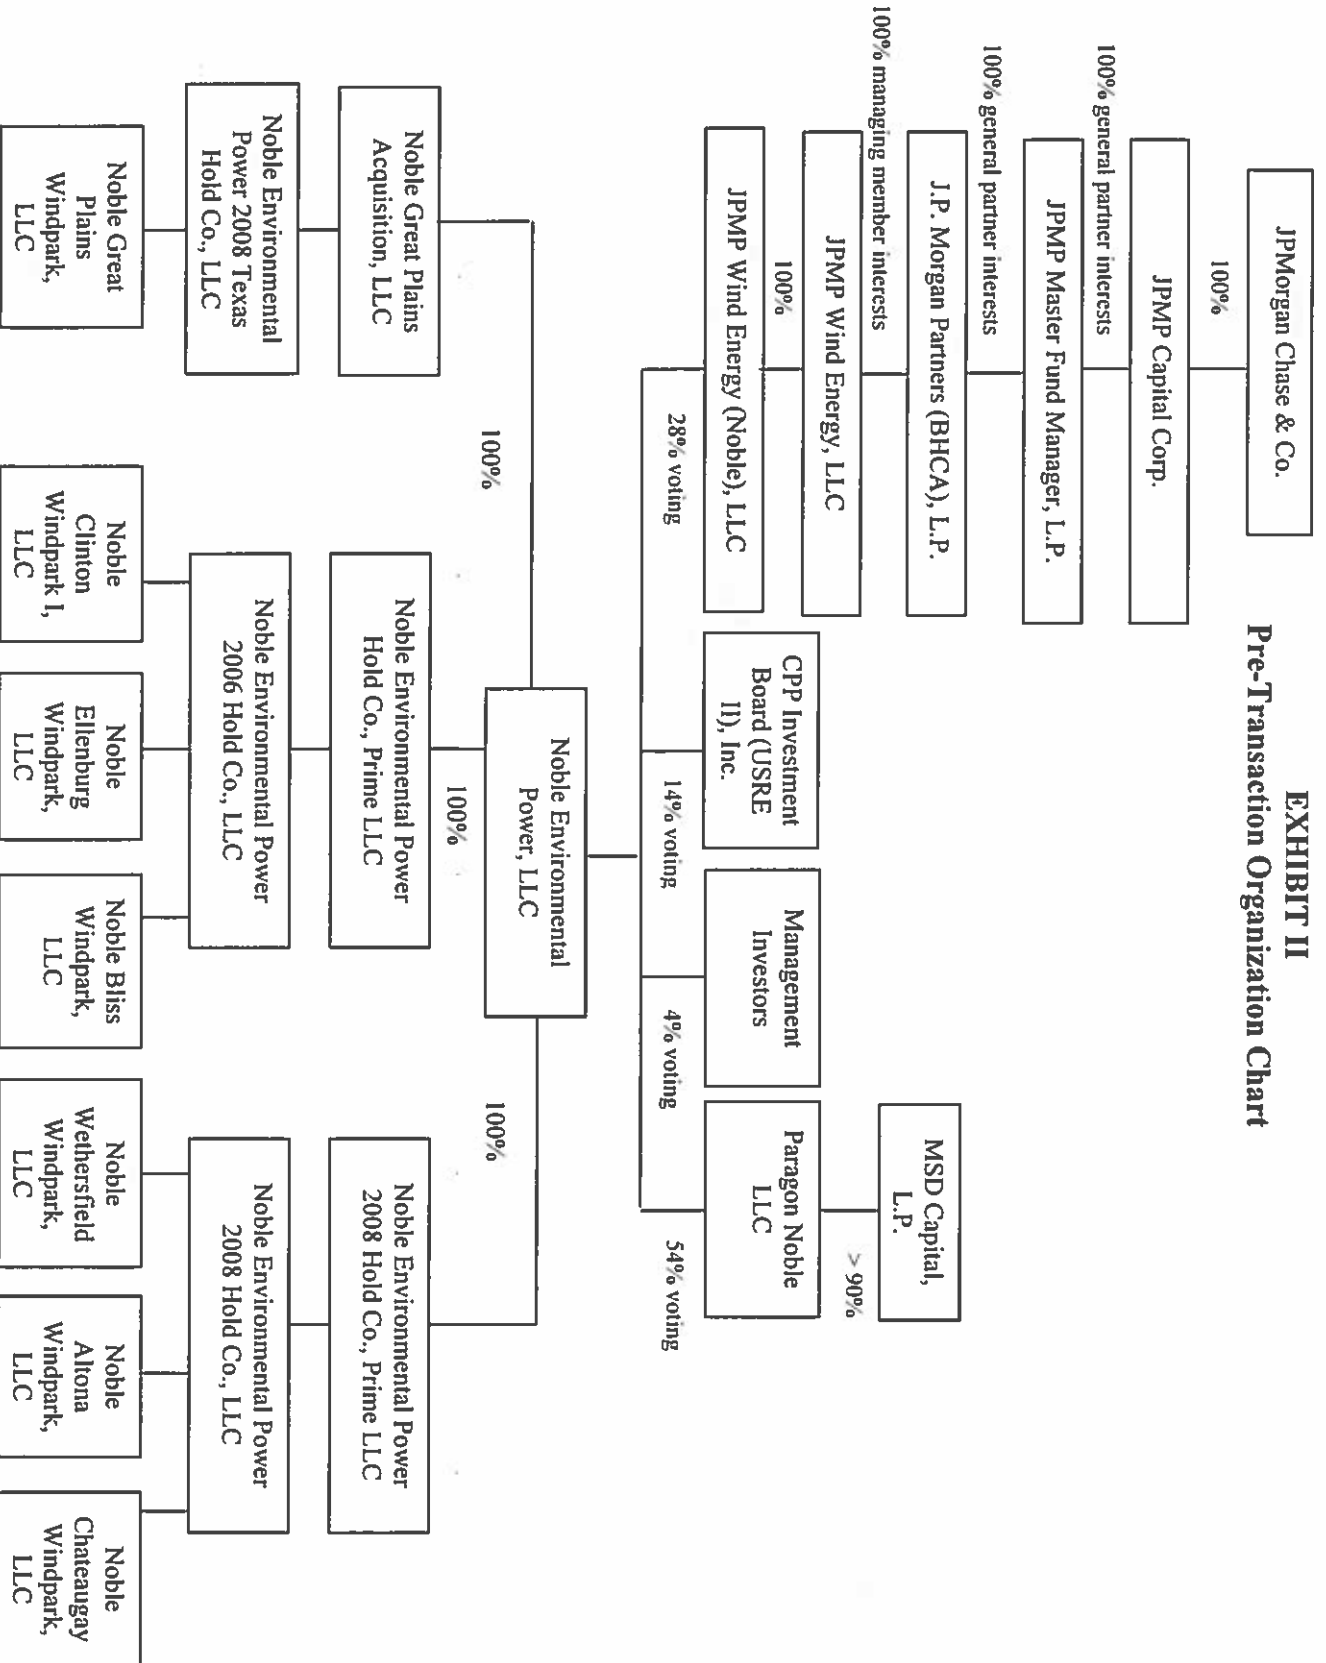 EXHIBIT II
Pre-Transaction Organization Chart
JPMorgan Chase & Co.
100%
JPMP Capital Corp.
100% general partner interests
JPMP Master Fund Manager, L.P.
100% general partner interests
J.P. Morgan Partners (BHCA), L.P.
100% managing member interests
JPMP Wind Energy, LLC
100%
JPMP Wind Energy (Noble), LLC
CPP Investment
Board (USRE
II), Inc.
Management
Investors
MSD Capital,
L.P.
> 90%
Paragon Noble
LLC
28% voting
14% voting
4% voting
54% voting
Noble Environmental
Power, LLC
100%
100%
100%
Noble Great Plains
Acquisition, LLC
Noble Environmental Power
Hold Co., Prime LLC
Noble Environmental Power
2008 Hold Co., Prime LLC
Noble Environmental
Power 2008 Texas
Hold Co., LLC
Noble Environmental Power
2006 Hold Co., LLC
Noble Environmental Power
2008 Hold Co., LLC
Noble Great
Plains
Windpark,
LLC
Noble
Clinton
Windpark I,
LLC
Noble
Ellenburg
Windpark,
LLC
Noble Bliss
Windpark,
LLC
Noble
Wethersfield
Windpark,
LLC
Noble
Altona
Windpark,
LLC
Noble
Chateaugay
Windpark,
LLC